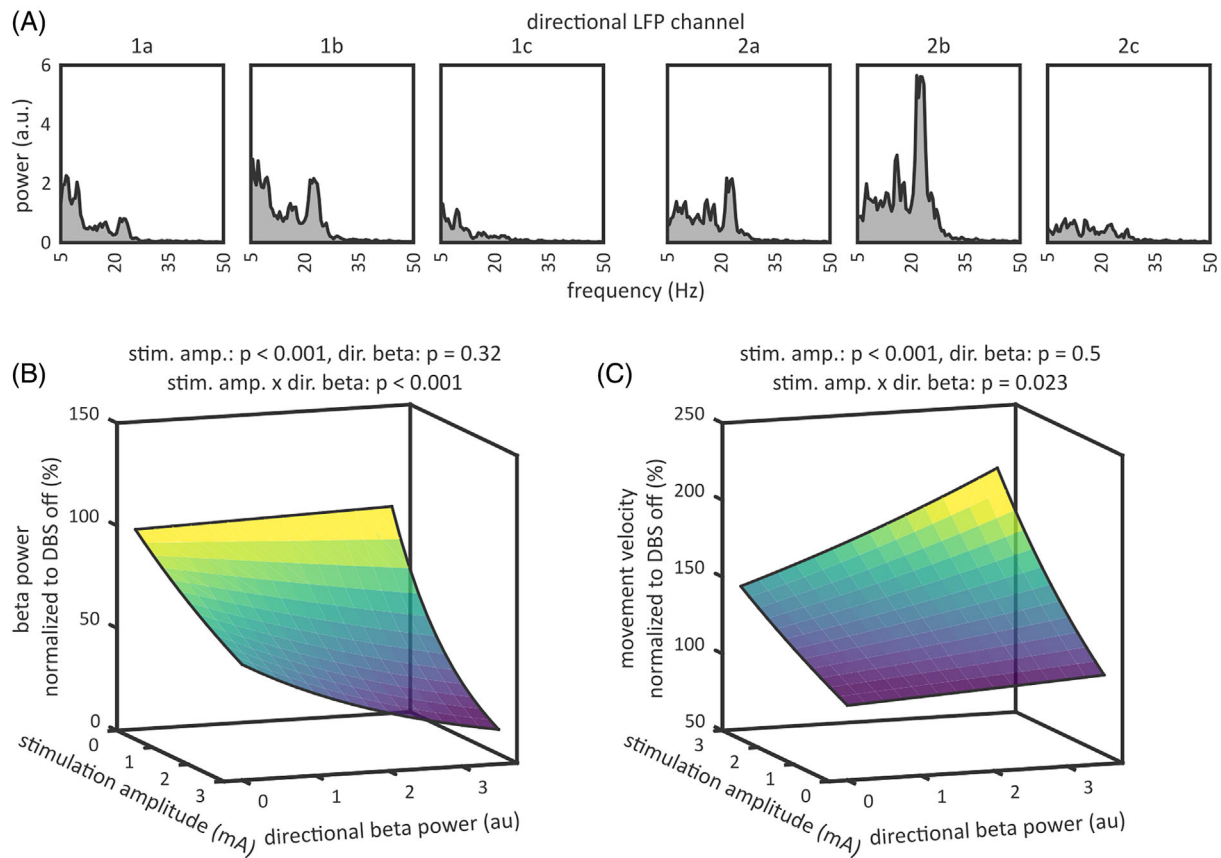 (A)
directional LFP channel
1a 1b 1c 2a 2b 2c
6
4
2
0
power (a.u.)
5 20 35 50 5 20 35 50 5 20 35 50 5 20 35 50 5 20 35 50 5 20 35 50
frequency (Hz)
(B)
stim. amp.: p < 0.001, dir. beta: p = 0.32
stim. amp. x dir. beta: p < 0.001
150
100
50
0
beta power
normalized to DBS off (%)
0 1 2 3
stimulation amplitude (mA)
0 1 2 3
directional beta power (au)
(C)
stim. amp.: p < 0.001, dir. beta: p = 0.5
stim. amp. x dir. beta: p = 0.023
250
200
150
100
50
movement velocity
normalized to DBS off (%)
3 2 1 0
stimulation amplitude (mA)
0 1 2 3
directional beta power (au)